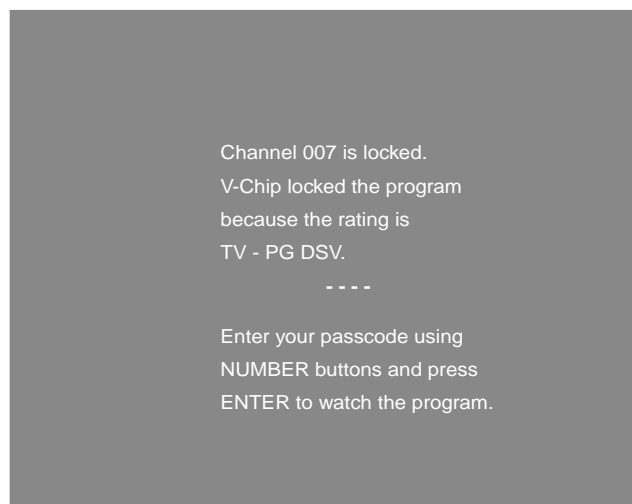 Channel 007 is locked.
V-Chip locked the program
because the rating is
TV - PG DSV.
- - - -
Enter your passcode using
NUMBER buttons and press
ENTER to watch the program.